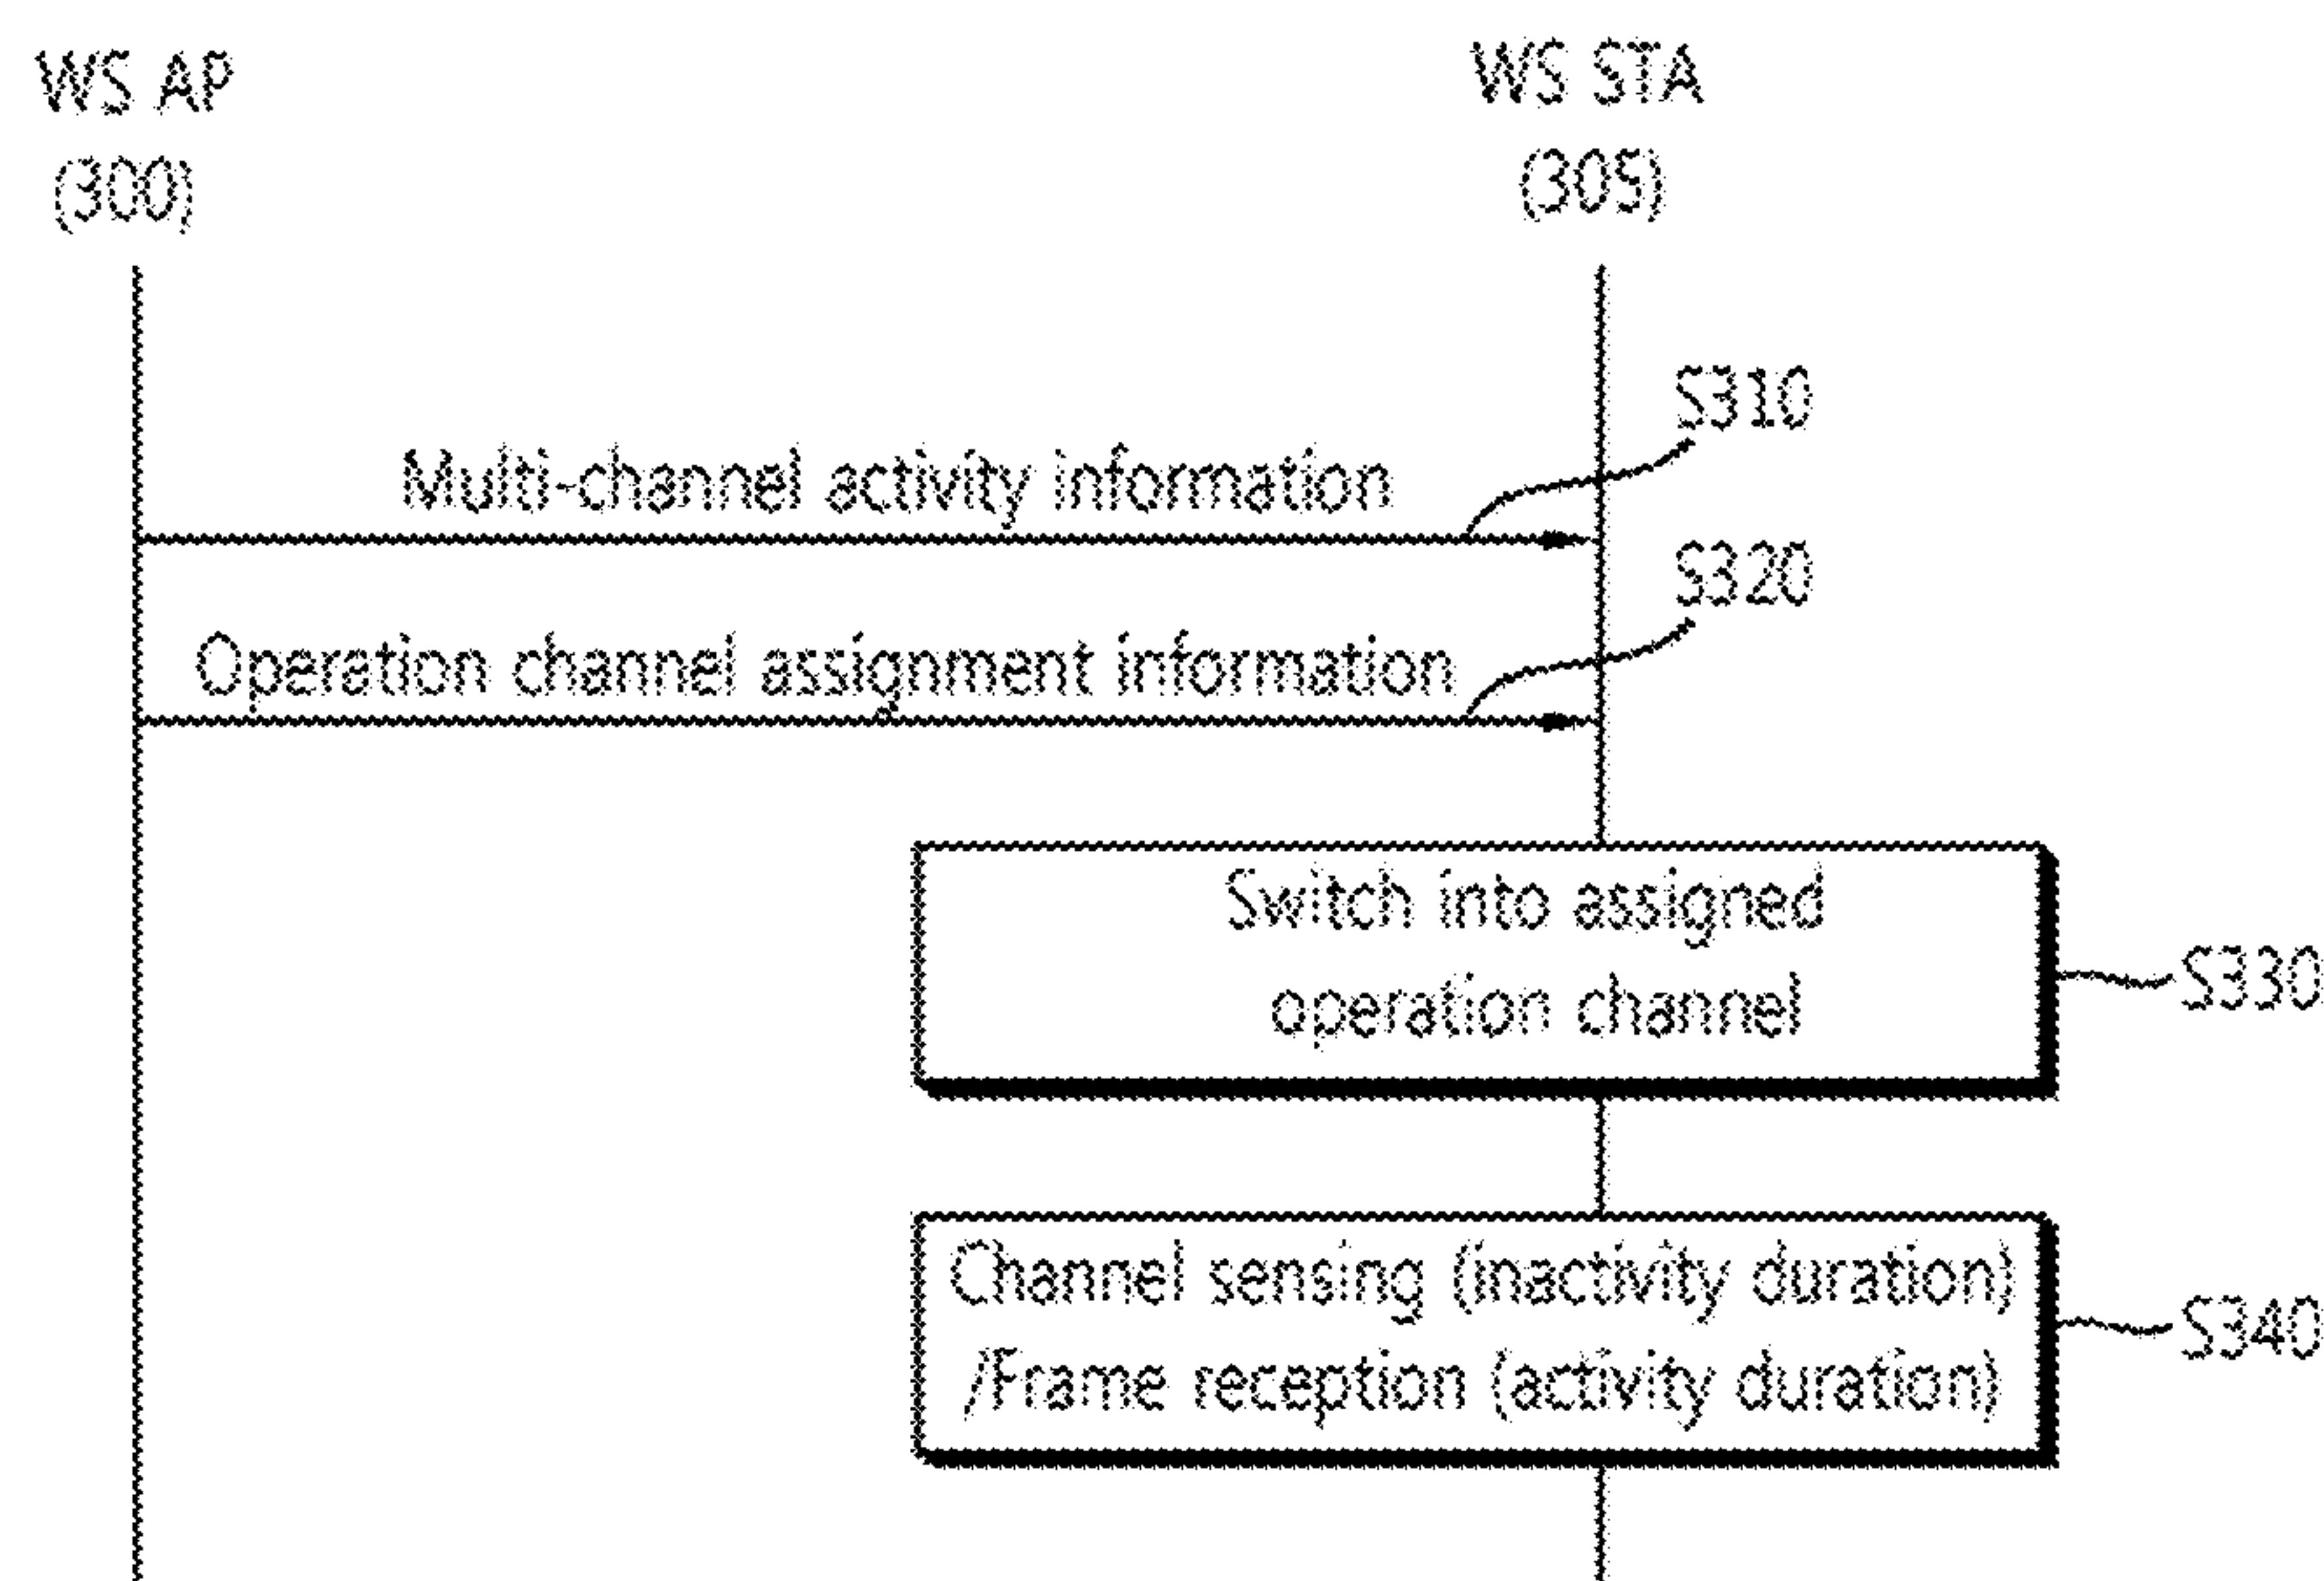 WS AP
(300)
WS STA
(305)
S310
Multi-channel activity information
S320
Operation channel assignment information
Switch into assigned
operation channel
S330
Channel sensing (inactivity duration)
/Frame reception (activity duration)
S340